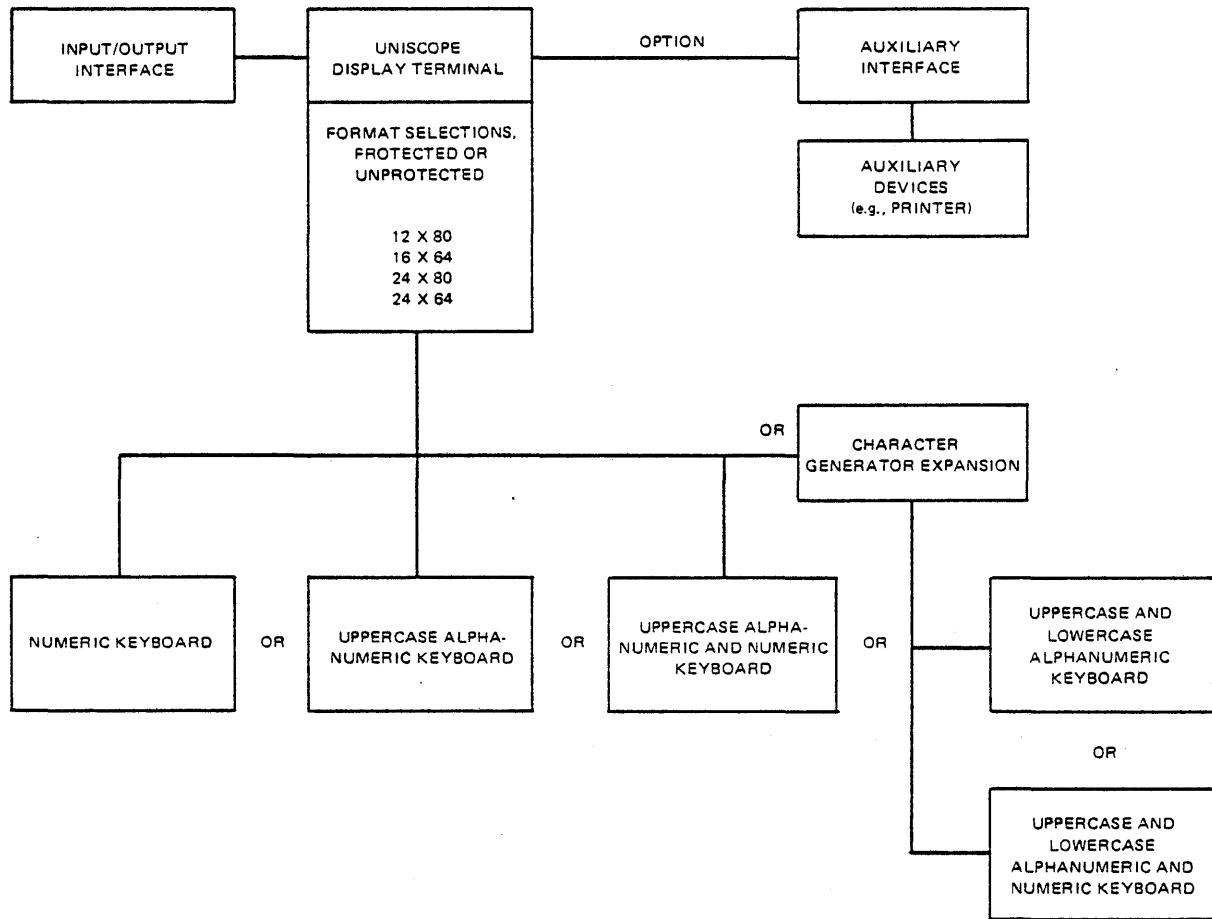 INPUT/OUTPUT
INTERFACE
UNISCOPE
DISPLAY TERMINAL
OPTION
AUXILIARY
INTERFACE
FORMAT SELECTIONS,
FROTECTED OR
UNPROTECTED
12 X 80
16 X 64
24 X 80
24 X 64
AUXILIARY
DEVICES
(e.g., PRINTER)
OR
CHARACTER
GENERATOR EXPANSION
NUMERIC KEYBOARD
OR
UPPERCASE ALPHA-
NUMERIC KEYBOARD
OR
UPPERCASE ALPHA-
NUMERIC AND NUMERIC
KEYBOARD
OR
UPPERCASE AND
LOWERCASE
ALPHANUMERIC
KEYBOARD
OR
UPPERCASE AND
LOWERCASE
ALPHANUMERIC AND
NUMERIC KEYBOARD